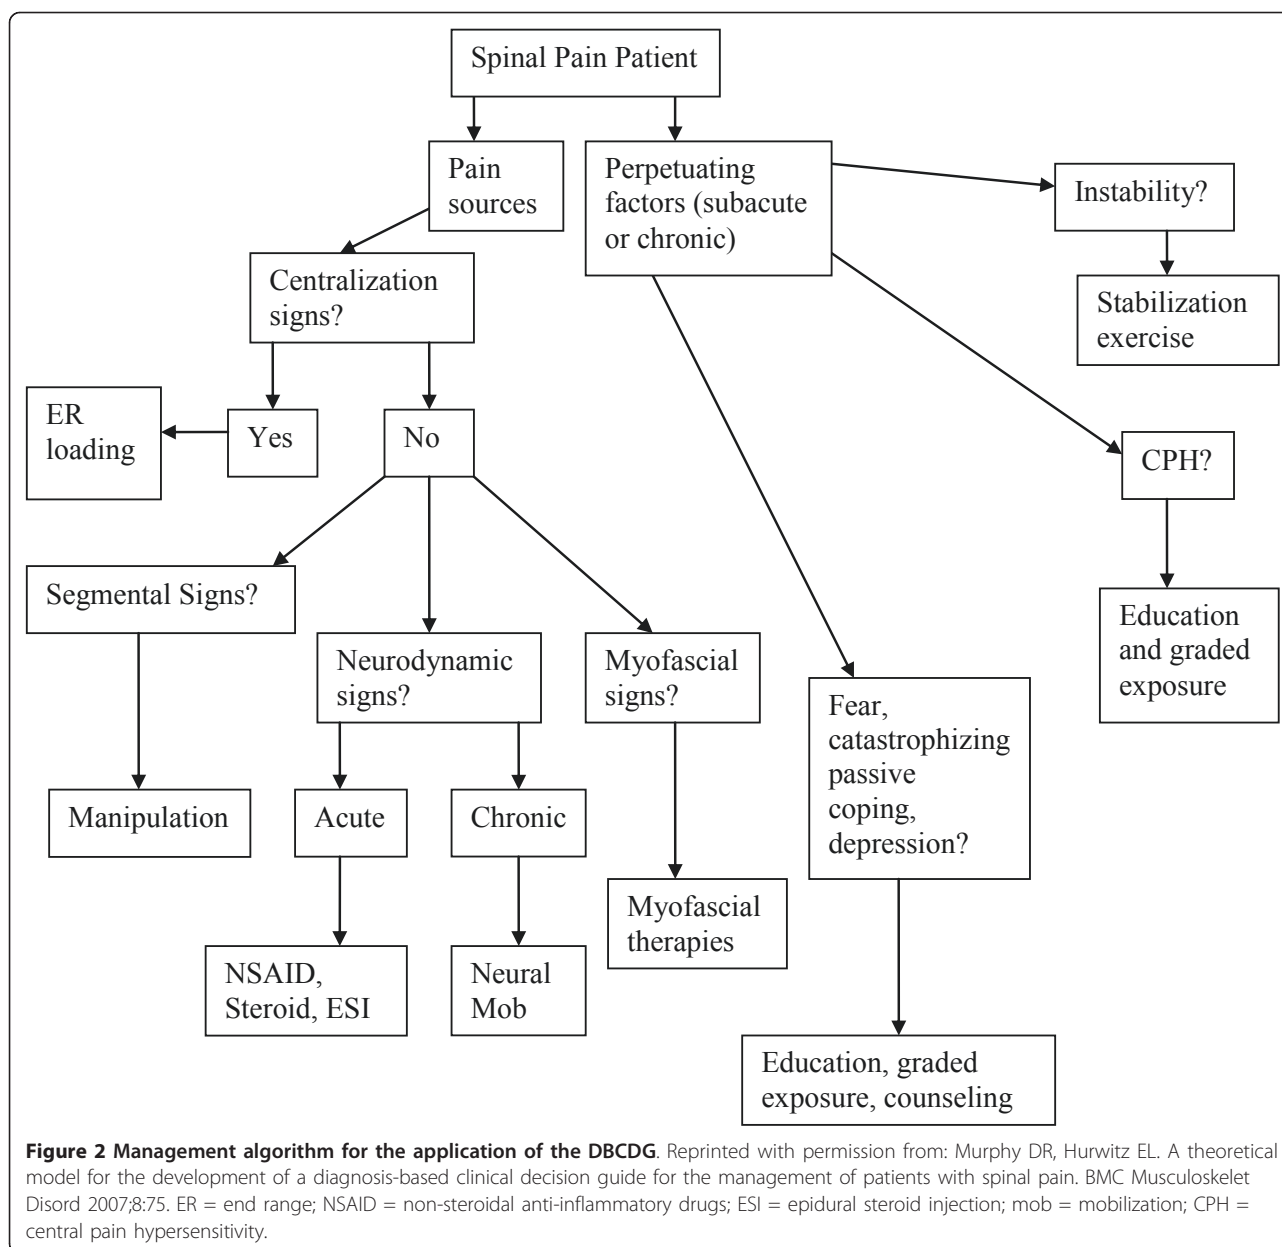 Spinal Pain Patient
Pain
sources
Perpetuating
factors (subacute
or chronic)
Instability?
Stabilization
exercise
Centralization
signs?
ER
loading
Yes
No
CPH?
Education
and graded
exposure
Segmental Signs?
Neurodynamic
signs?
Myofascial
signs?
Fear,
catastrophizing
passive
coping,
depression?
Manipulation
Acute
Chronic
Myofascial
therapies
NSAID,
Steroid, ESI
Neural
Mob
Education, graded
exposure, counseling
Figure 2 Management algorithm for the application of the DBCDG. Reprinted with permission from: Murphy DR, Hurwitz EL. A theoretical
model for the development of a diagnosis-based clinical decision guide for the management of patients with spinal pain. BMC Musculoskelet
Disord 2007;8:75. ER = end range; NSAID = non-steroidal anti-inflammatory drugs; ESI = epidural steroid injection; mob = mobilization; CPH =
central pain hypersensitivity.